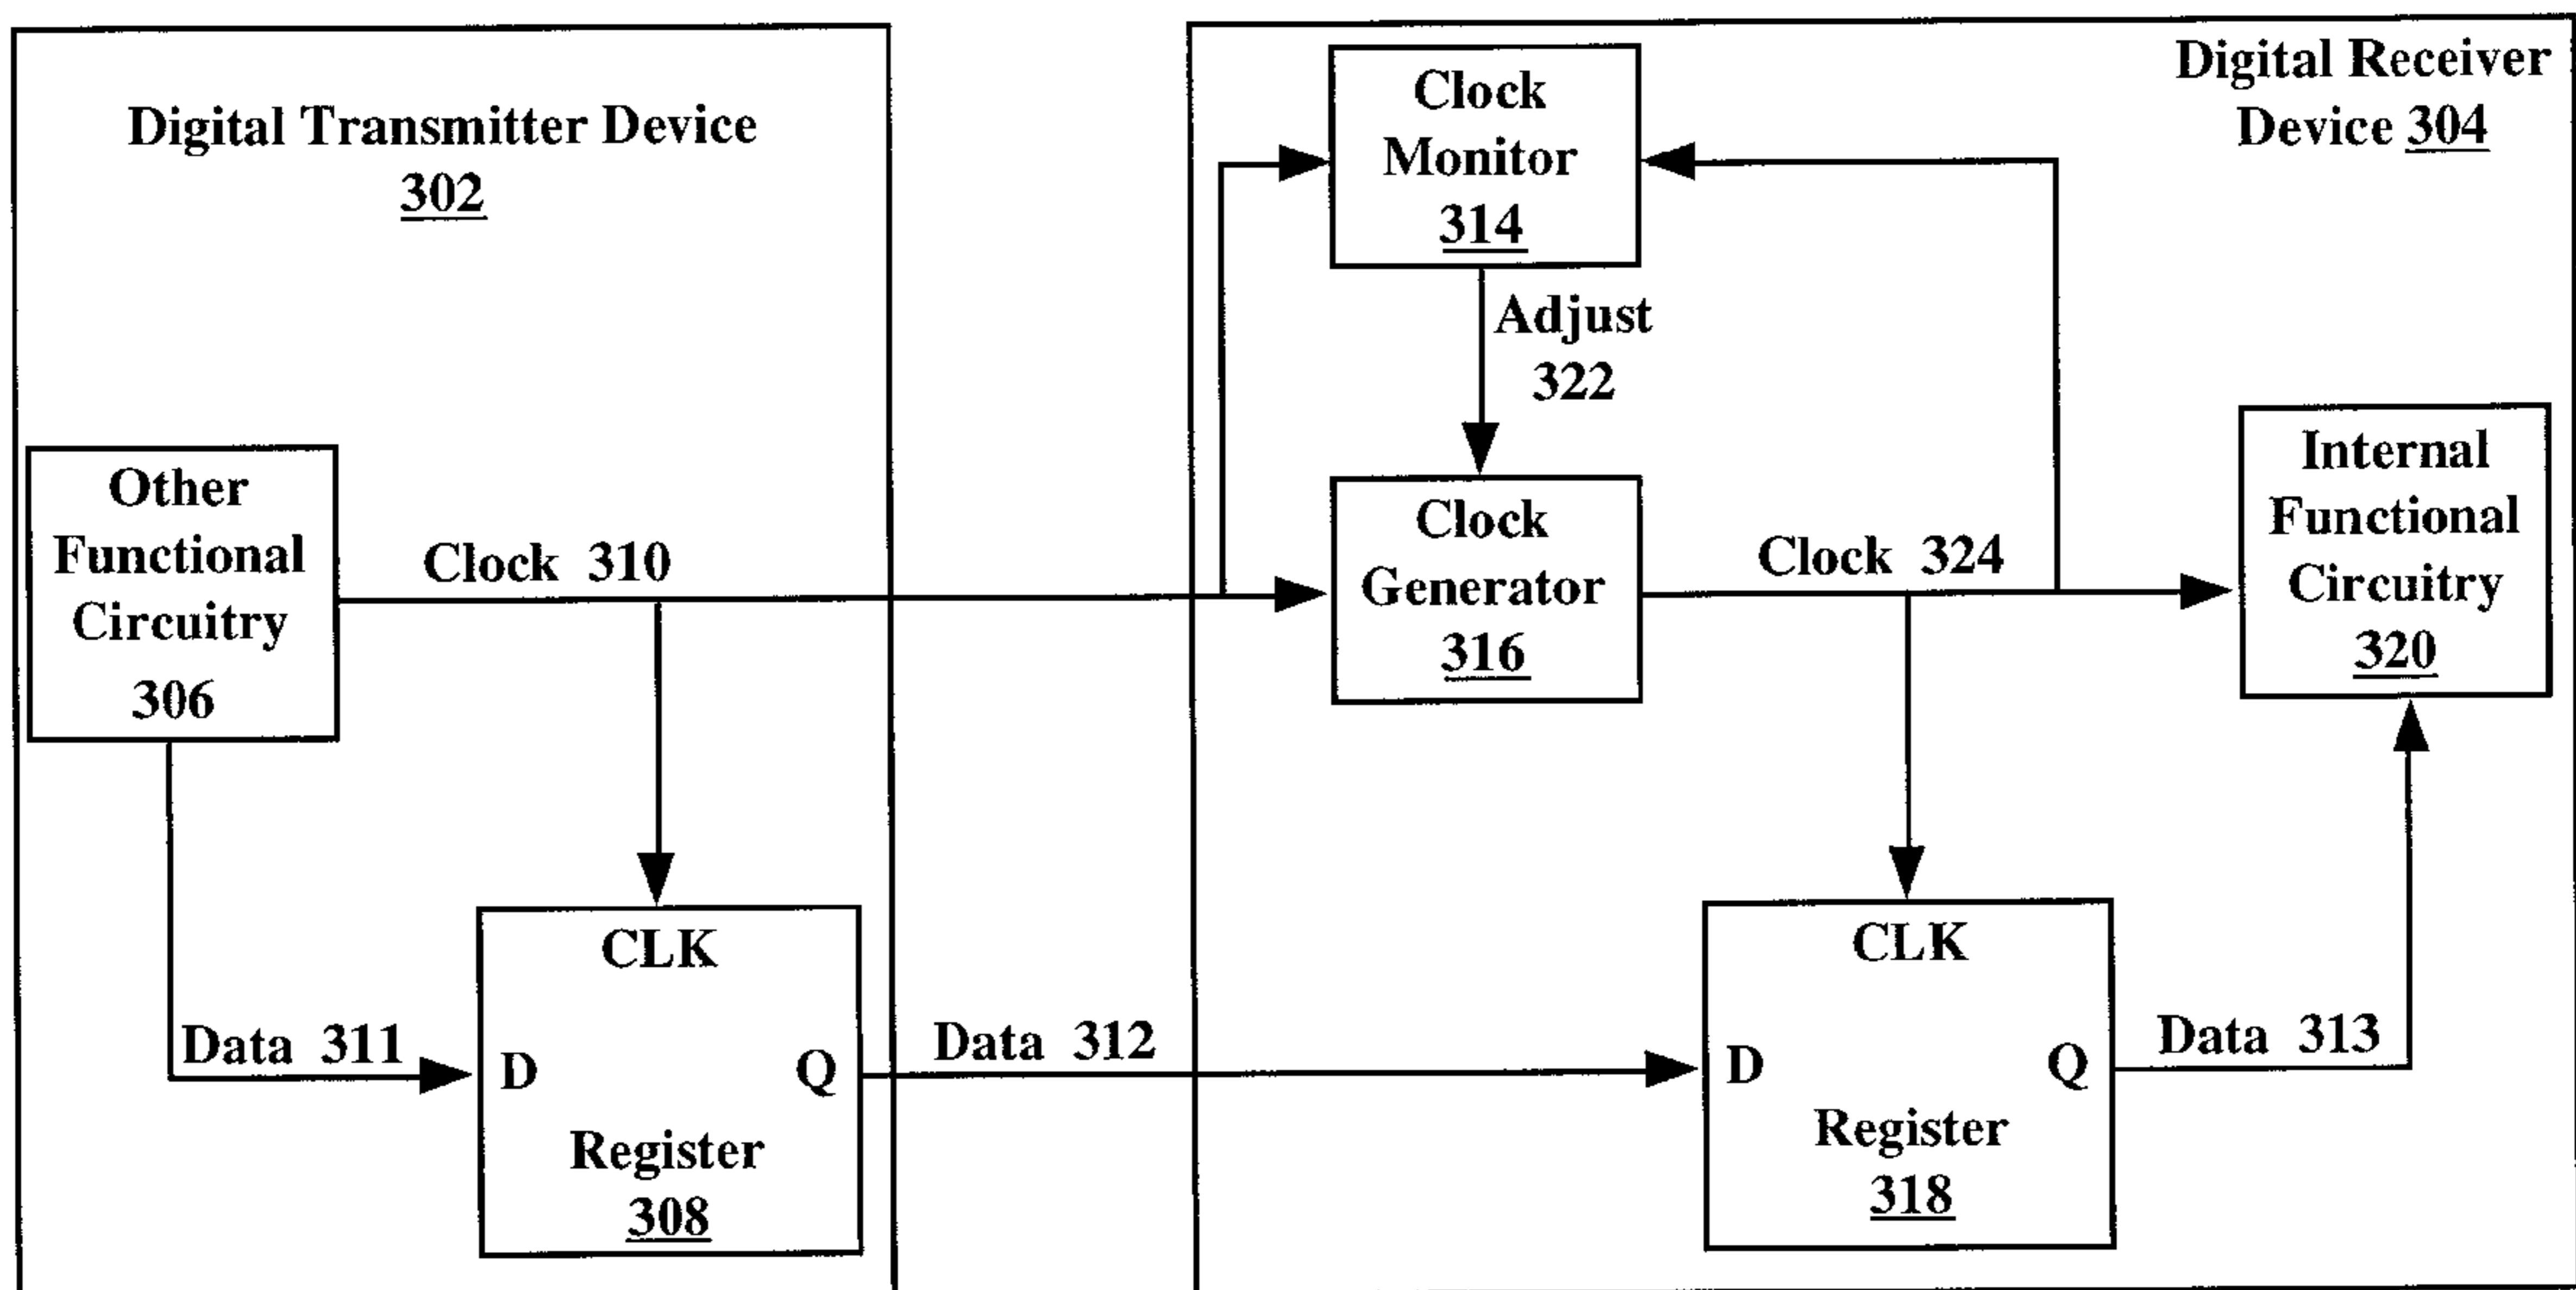 Digital Transmitter Device
302
Other
Functional
Circuitry
306
Clock 310
Data 311
CLK
D
Q
Register
308
Data 312
Digital Receiver
Device 304
Clock
Monitor
314
Adjust
322
Clock
Generator
316
Clock 324
Internal
Functional
Circuitry
320
CLK
D
Q
Register
318
Data 313